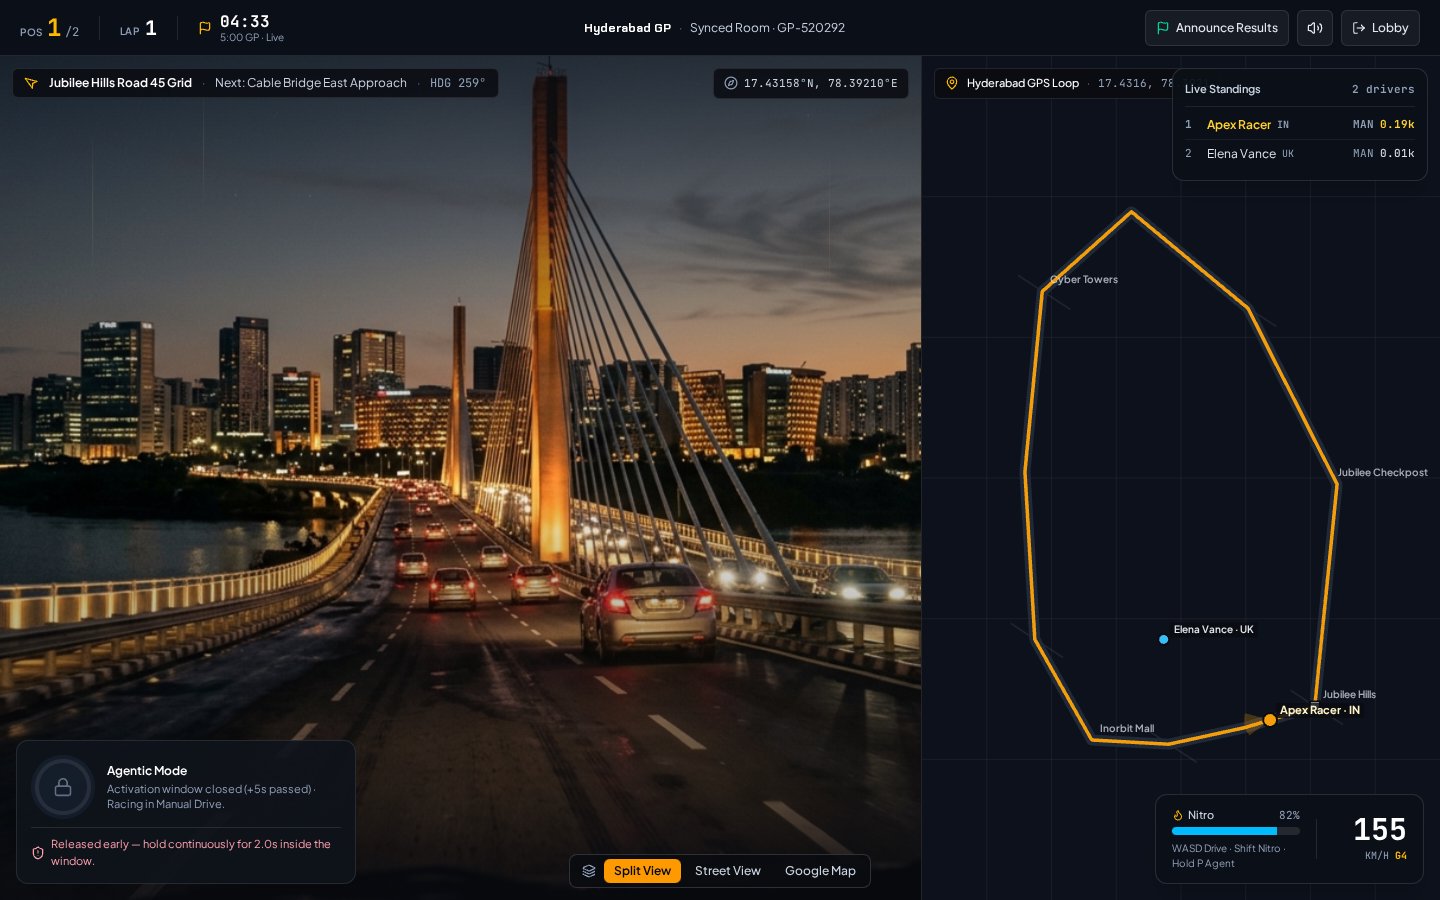 POS 1 /2
LAP 1
04:33
5:00 GP · Live
Hyderabad GP · Synced Room · GP-520292
Announce Results
Lobby
Jubilee Hills Road 45 Grid · Next: Cable Bridge East Approach · HDG 259°
17.43158°N, 78.39210°E
Hyderabad GPS Loop · 17.4316, 78
Live Standings 2 drivers
1 Apex Racer IN MAN 0.19k
2 Elena Vance UK MAN 0.01k
Cyber Towers
Jubilee Checkpost
Elena Vance · UK
Jubilee Hills
Apex Racer · IN
Inorbit Mall
Agentic Mode
Activation window closed (+5s passed) ·
Racing in Manual Drive.
Released early — hold continuously for 2.0s inside the
window.
Split View
Street View
Google Map
Nitro 82%
WASD Drive · Shift Nitro ·
Hold P Agent
155
KM/H G4